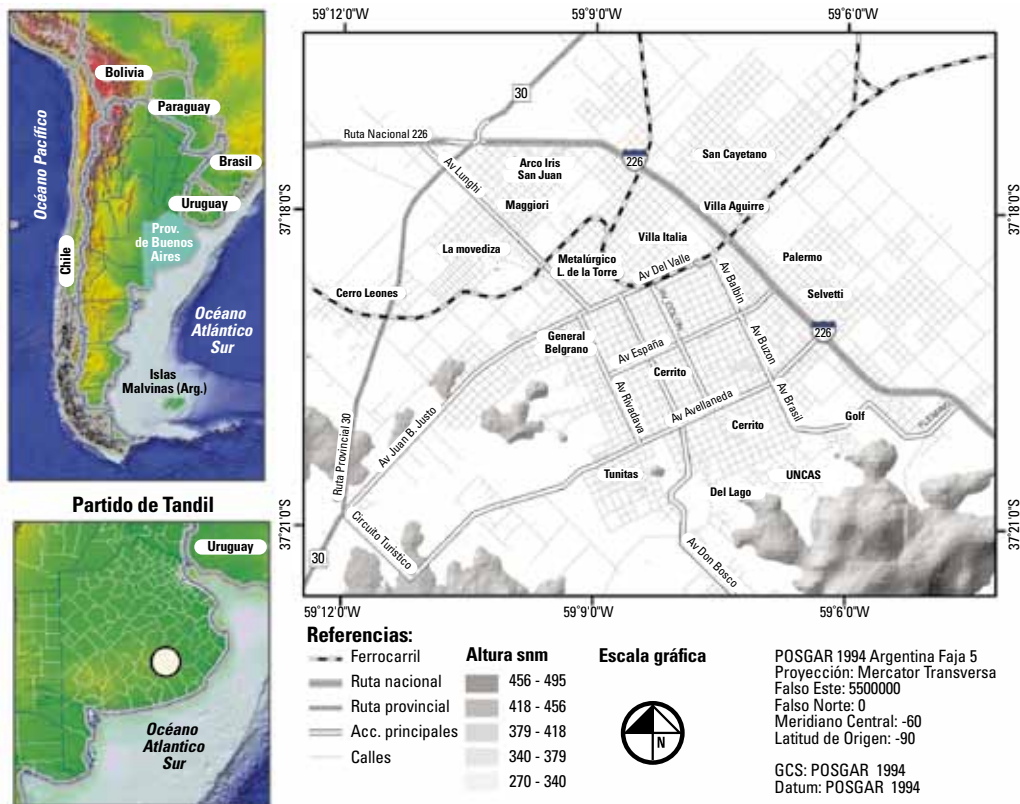 Bolivia
Paraguay
Brasil
Uruguay
Océano Pacífico
Prov.
de Buenos
Aires
Chile
Océano
Atlántico
Sur
Islas
Malvinas (Arg.)
Partido de Tandil
Uruguay
Océano
Atlantico
Sur
59°12'0"W
59°9'0"W
59°6'0"W
37°18'0"S
37°18'0"S
37°21'0"S
37°21'0"S
59°12'0"W
59°9'0"W
59°6'0"W
30
Ruta Nacional 226
226
Av Lunghi
Arco Iris
San Juan
San Cayetano
Maggiori
Villa Aguirre
La movediza
Villa Italia
Metalúrgico
L. de la Torre
Av Del Valle
Palermo
Cerro Leones
Av Balbin
Selvetti
AV COLON
226
General
Belgrano
Av España
Av Buzon
Cerrito
Av Rivadava
Av Avellaneda
Av Brasil
Cerrito
Golf
FLEMING
Av Juan B. Justo
Ruta Provincial 30
Tunitas
UNCAS
Del Lago
Circuito Turistico
Av Don Bosco
30
Referencias:
Ferrocarril
Ruta nacional
Ruta provincial
Acc. principales
Calles
Altura snm
456 - 495
418 - 456
379 - 418
340 - 379
270 - 340
Escala gráfica
N
POSGAR 1994 Argentina Faja 5
Proyección: Mercator Transversa
Falso Este: 5500000
Falso Norte: 0
Meridiano Central: -60
Latitud de Origen: -90
GCS: POSGAR 1994
Datum: POSGAR 1994